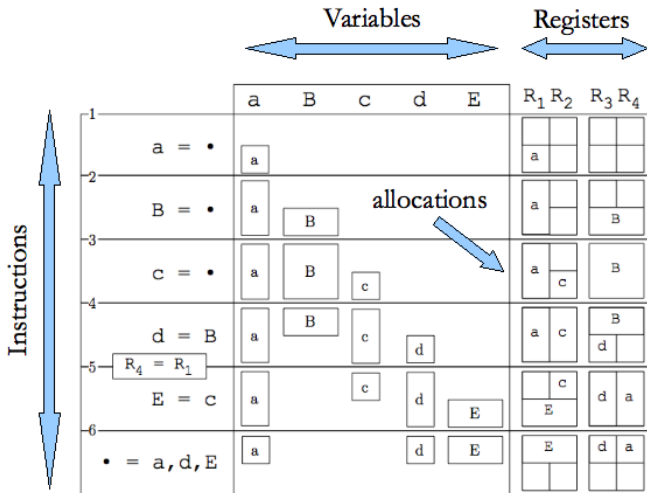 Variables Registers
a B c d E R1 R2 R3 R4
1
a = • a a
2
B = • a B a B
allocations
3
c = • a B c a c B
4
d = B a B c d a c B d
5
R4 = R1
E = c a c d E c E d a
6
• = a,d,E a d E E d a
Instructions